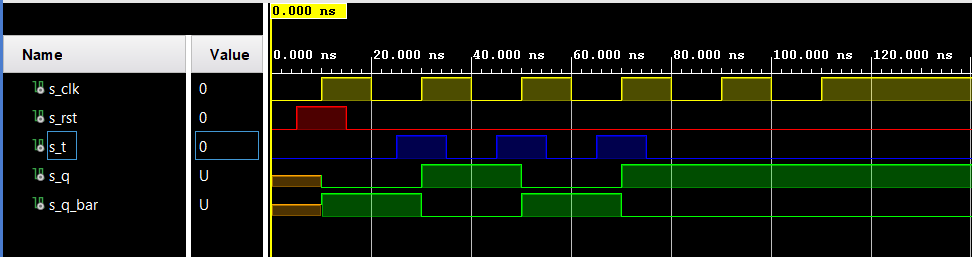 0.000 ns
Name Value
0.000 ns 20.000 ns 40.000 ns 60.000 ns 80.000 ns 100.000 ns 120.000 ns
s_clk 0
s_rst 0
s_t 0
s_q U
s_q_bar U